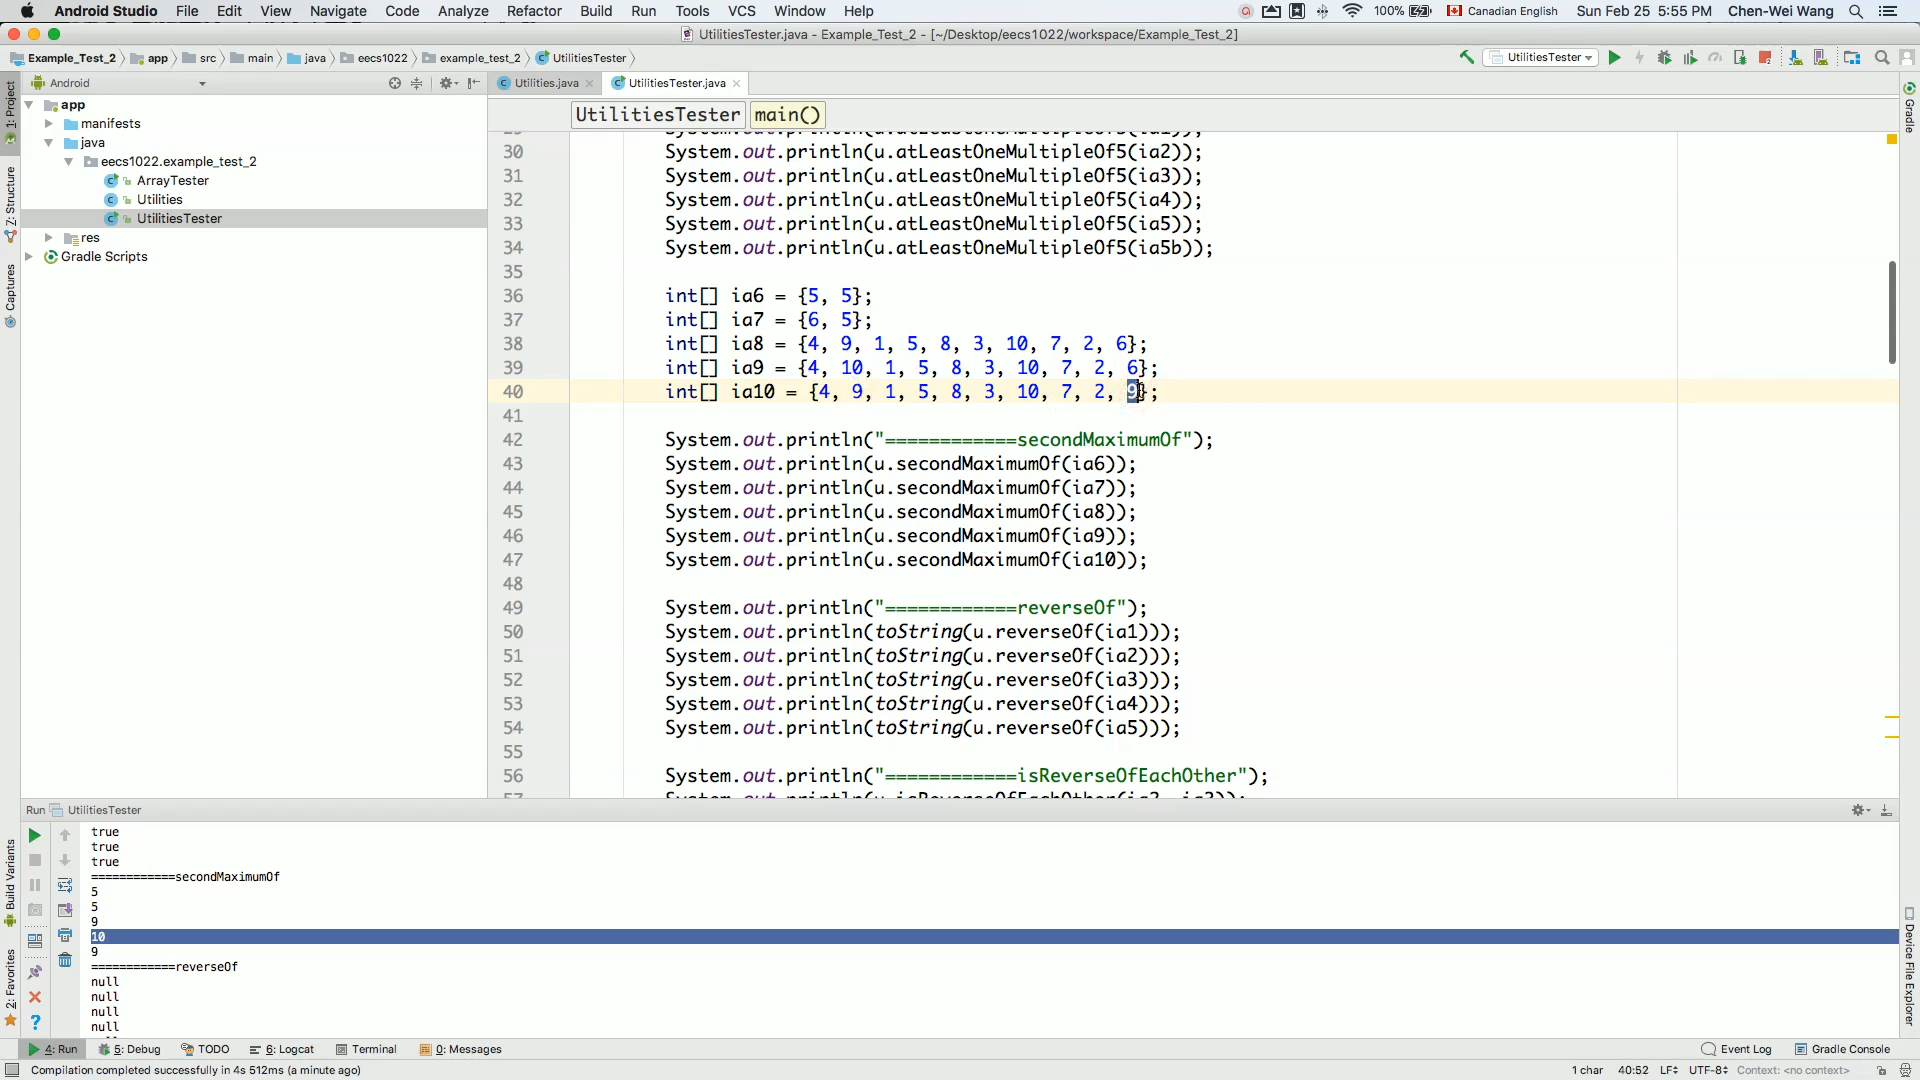 Android Studio File Edit View Navigate Code Analyze Refactor Build Run Tools VCS Window Help 100% Canadian English Sun Feb 25 5:55 PM Chen-Wei Wang
UtilitiesTester.java - Example_Test_2 - [~/Desktop/eecs1022/workspace/Example_Test_2]
Example_Test_2 app src main java eecs1022 example_test_2 UtilitiesTester UtilitiesTester
Android Utilities.java UtilitiesTester.java
UtilitiesTester main()
1: Project
Z: Structure
Captures
Build Variants
2: Favorites
app
manifests
java
eecs1022.example_test_2
ArrayTester
Utilities
UtilitiesTester
res
Gradle Scripts
30 System.out.println(u.atLeastOneMultipleOf5(ia2));
31 System.out.println(u.atLeastOneMultipleOf5(ia3));
32 System.out.println(u.atLeastOneMultipleOf5(ia4));
33 System.out.println(u.atLeastOneMultipleOf5(ia5));
34 System.out.println(u.atLeastOneMultipleOf5(ia5b));
35
36 int[] ia6 = {5, 5};
37 int[] ia7 = {6, 5};
38 int[] ia8 = {4, 9, 1, 5, 8, 3, 10, 7, 2, 6};
39 int[] ia9 = {4, 10, 1, 5, 8, 3, 10, 7, 2, 6};
40 int[] ia10 = {4, 9, 1, 5, 8, 3, 10, 7, 2, 9};
41
42 System.out.println("============secondMaximumOf");
43 System.out.println(u.secondMaximumOf(ia6));
44 System.out.println(u.secondMaximumOf(ia7));
45 System.out.println(u.secondMaximumOf(ia8));
46 System.out.println(u.secondMaximumOf(ia9));
47 System.out.println(u.secondMaximumOf(ia10));
48
49 System.out.println("============reverseOf");
50 System.out.println(toString(u.reverseOf(ia1)));
51 System.out.println(toString(u.reverseOf(ia2)));
52 System.out.println(toString(u.reverseOf(ia3)));
53 System.out.println(toString(u.reverseOf(ia4)));
54 System.out.println(toString(u.reverseOf(ia5)));
55
56 System.out.println("============isReverseOfEachOther");
Gradle
Device File Explorer
Run UtilitiesTester
true
true
true
============secondMaximumOf
5
5
9
10
9
============reverseOf
null
null
null
null
4: Run 5: Debug TODO 6: Logcat Terminal 0: Messages Event Log Gradle Console
Compilation completed successfully in 4s 512ms (a minute ago) 1 char 40:52 LF UTF-8 Context: <no context>